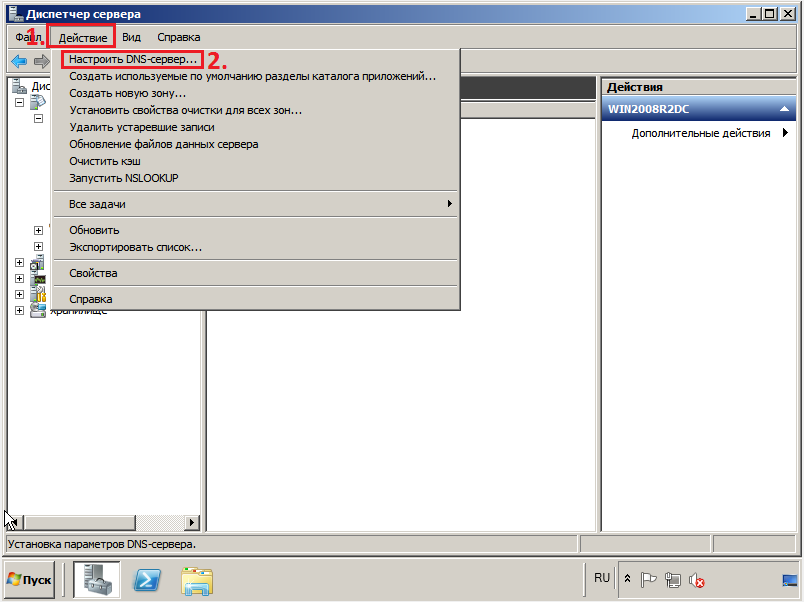 Диспетчер сервера
1.
Файл Действие Вид Справка
Настроить DNS-сервер... 2.
Создать используемые по умолчанию разделы каталога приложений...
Создать новую зону...
Установить свойства очистки для всех зон...
Удалить устаревшие записи
Обновление файлов данных сервера
Очистить кэш
Запустить NSLOOKUP
Все задачи
Обновить
Экспортировать список...
Свойства
Справка
Дис
Хранилище
Действия
WIN2008R2DC
Дополнительные действия
Установка параметров DNS-сервера.
Пуск
RU